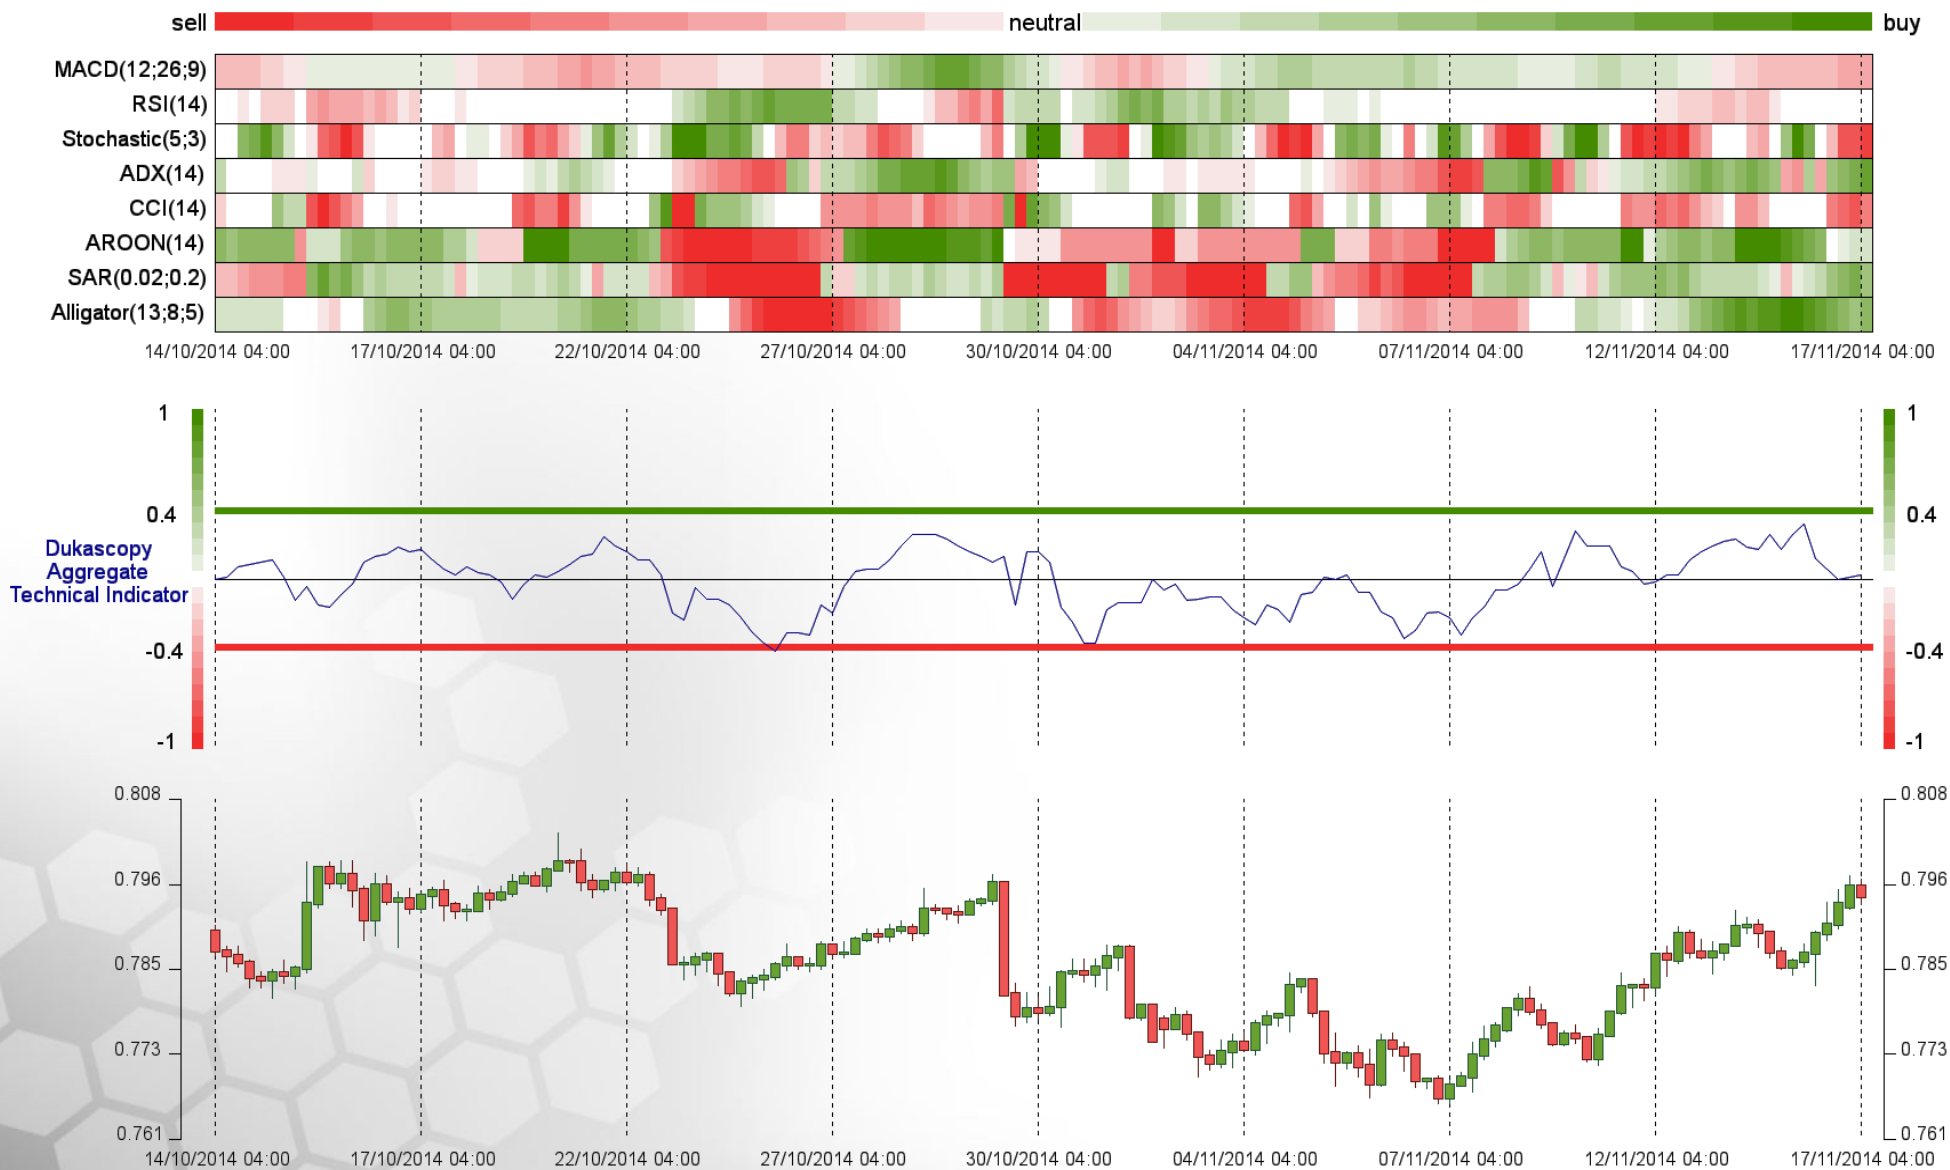 sell neutral buy
MACD(12;26;9)
RSI(14)
Stochastic(5;3)
ADX(14)
CCI(14)
AROON(14)
SAR(0.02;0.2)
Alligator(13;8;5)
14/10/2014 04:00 17/10/2014 04:00 22/10/2014 04:00 27/10/2014 04:00 30/10/2014 04:00 04/11/2014 04:00 07/11/2014 04:00 12/11/2014 04:00 17/11/2014 04:00
1 1
0.4 0.4
Dukascopy
Aggregate
Technical Indicator
-0.4 -0.4
-1 -1
0.808 0.808
0.796 0.796
0.785 0.785
0.773 0.773
0.761 0.761
14/10/2014 04:00 17/10/2014 04:00 22/10/2014 04:00 27/10/2014 04:00 30/10/2014 04:00 04/11/2014 04:00 07/11/2014 04:00 12/11/2014 04:00 17/11/2014 04:00